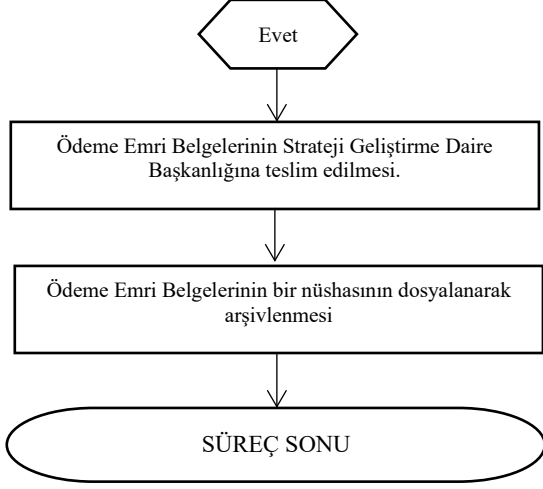 Evet
Ödeme Emri Belgelerinin Strateji Geliştirme Daire
Başkanlığına teslim edilmesi.
Ödeme Emri Belgelerinin bir nüshasının dosyalanarak
arşivlenmesi
SÜREÇ SONU